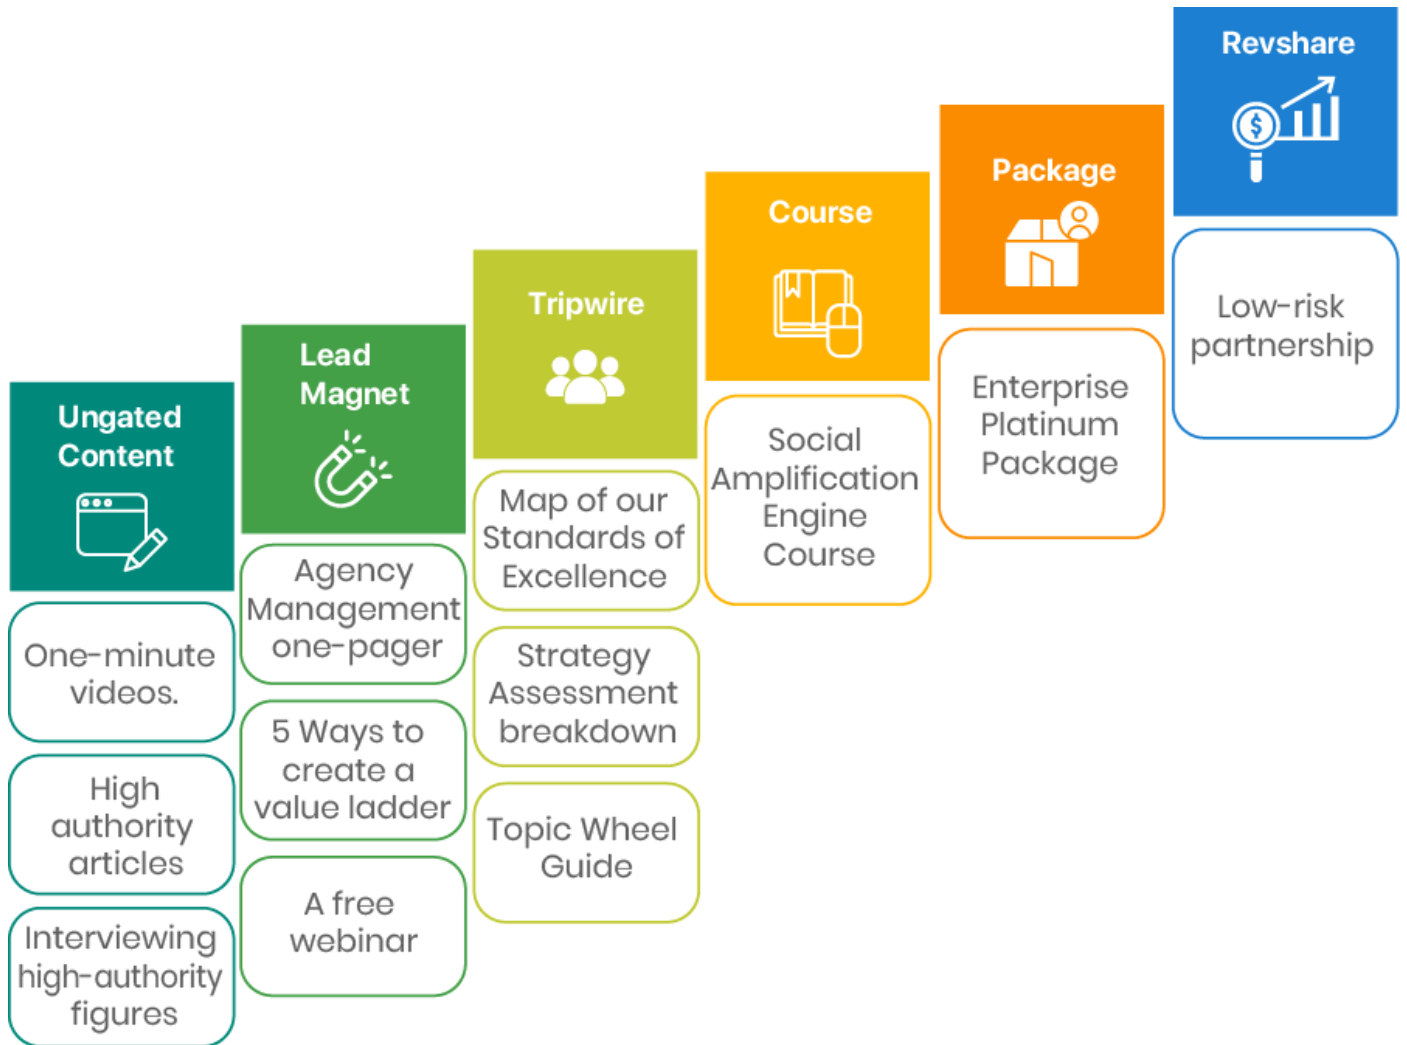 Ungated
Content
One-minute
videos.
High
authority
articles
Interviewing
high-authority
figures
Lead
Magnet
Agency
Management
one-pager
5 Ways to
create a
value ladder
A free
webinar
Tripwire
Map of our
Standards of
Excellence
Strategy
Assessment
breakdown
Topic Wheel
Guide
Course
Social
Amplification
Engine
Course
Package
Enterprise
Platinum
Package
Revshare
$
Low-risk
partnership